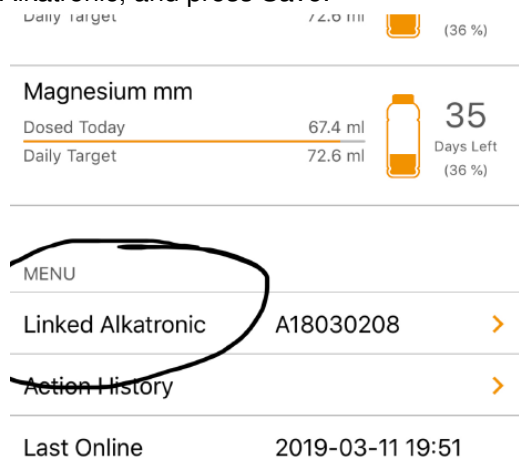 Alkatronic, and press Save.
Daily Target 72.6 ml
(36 %)
Magnesium mm
35
Dosed Today 67.4 ml
Days Left
Daily Target 72.6 ml
(36 %)
MENU
Linked Alkatronic A18030208 >
Action History >
Last Online 2019-03-11 19:51